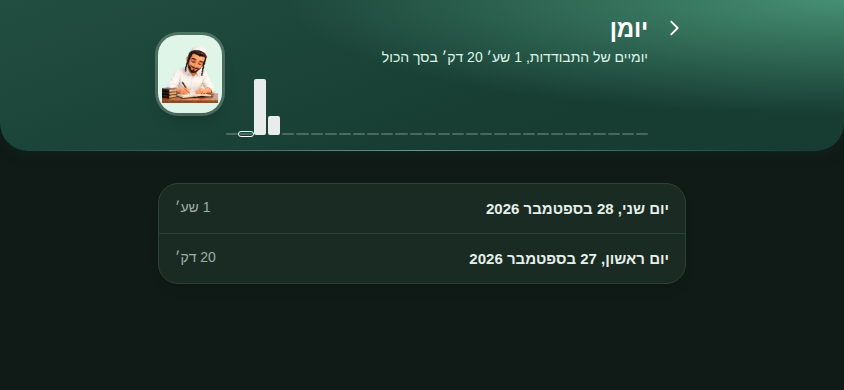 יומן
יומיים של התבודדות, 1 שע׳ 20 דק׳ בסך הכול
יום שני, 28 בספטמבר 2026
1 שע׳
יום ראשון, 27 בספטמבר 2026
20 דק׳